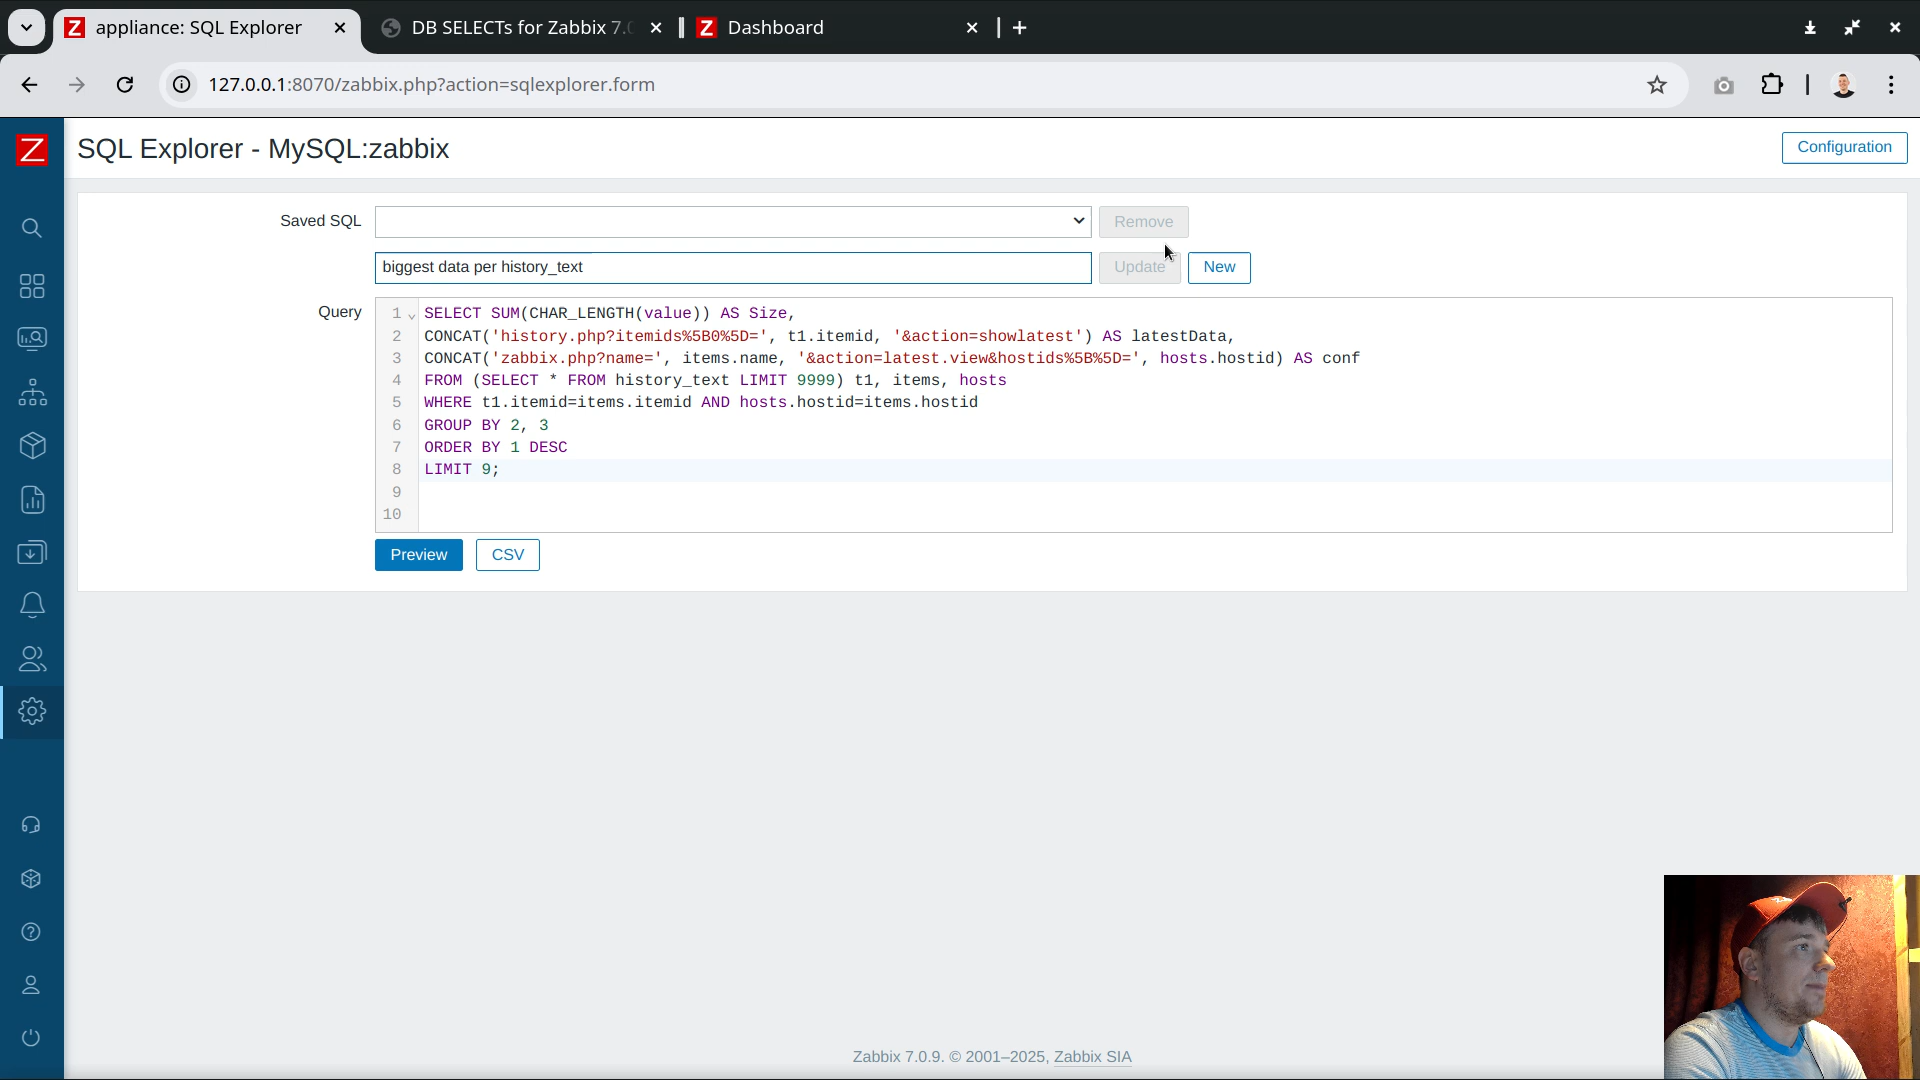 appliance: SQL Explorer
DB SELECTs for Zabbix 7.0
Dashboard
127.0.0.1:8070/zabbix.php?action=sqlexplorer.form
Z
SQL Explorer - MySQL:zabbix
Configuration
Saved SQL
Remove
biggest data per history_text
Update
New
Query
1 SELECT SUM(CHAR_LENGTH(value)) AS Size,
2 CONCAT('history.php?itemids%5B0%5D=', t1.itemid, '&action=showlatest') AS latestData,
3 CONCAT('zabbix.php?name=', items.name, '&action=latest.view&hostids%5B%5D=', hosts.hostid) AS conf
4 FROM (SELECT * FROM history_text LIMIT 9999) t1, items, hosts
5 WHERE t1.itemid=items.itemid AND hosts.hostid=items.hostid
6 GROUP BY 2, 3
7 ORDER BY 1 DESC
8 LIMIT 9;
9
10
Preview
CSV
Zabbix 7.0.9. © 2001–2025, Zabbix SIA